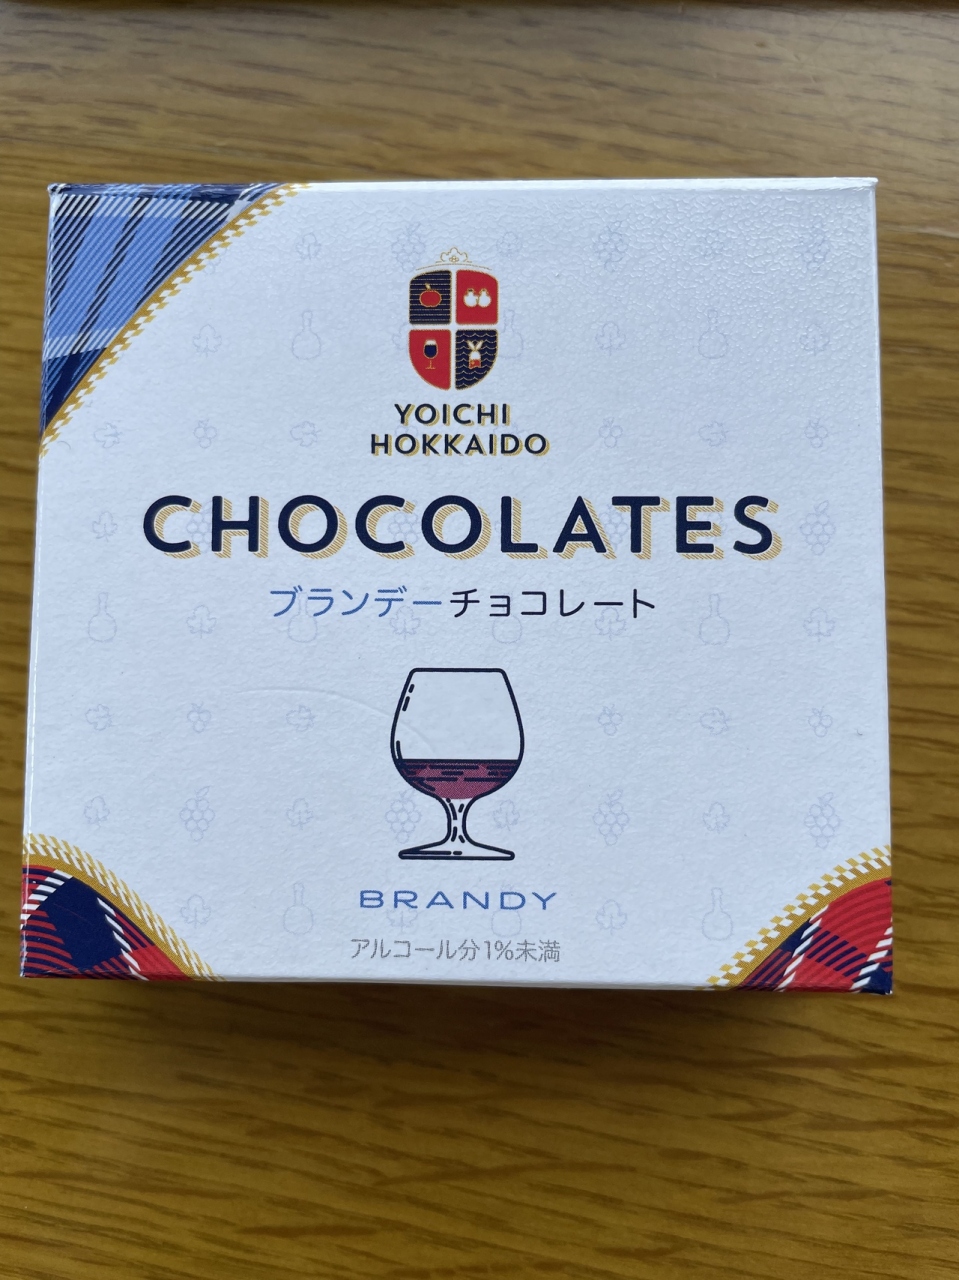 YOICHI
HOKKAIDO
CHOCOLATES
ブランデーチョコレート
BRANDY
アルコール分1%未満